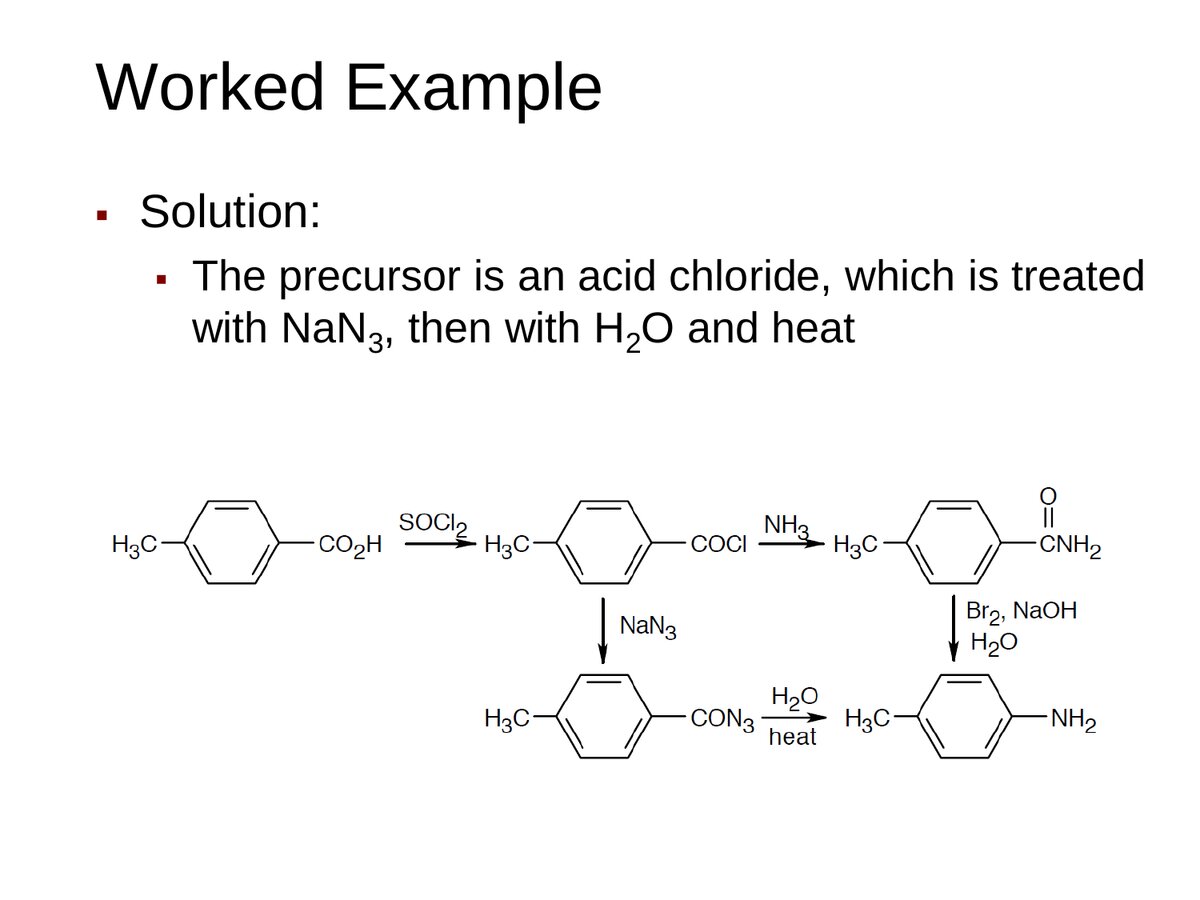 Worked Example
▪ Solution:
▪ The precursor is an acid chloride, which is treated
with NaN₃, then with H₂O and heat
H₃C CO₂H SOCl₂ H₃C COCl NH₃ H₃C O
CNH₂
NaN₃ Br₂, NaOH
H₂O
H₃C CON₃ H₂O
heat H₃C NH₂